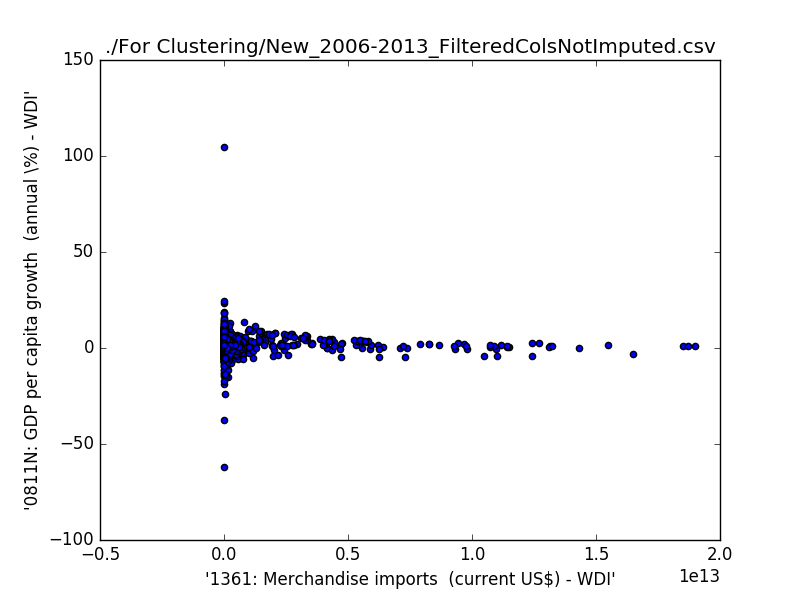 ./For Clustering/New_2006-2013_FilteredColsNotImputed.csv
150
100
50
0
−50
−100
'0811N: GDP per capita growth  (annual \%) - WDI'
−0.5 0.0 0.5 1.0 1.5 2.0
1e13
'1361: Merchandise imports  (current US$) - WDI'